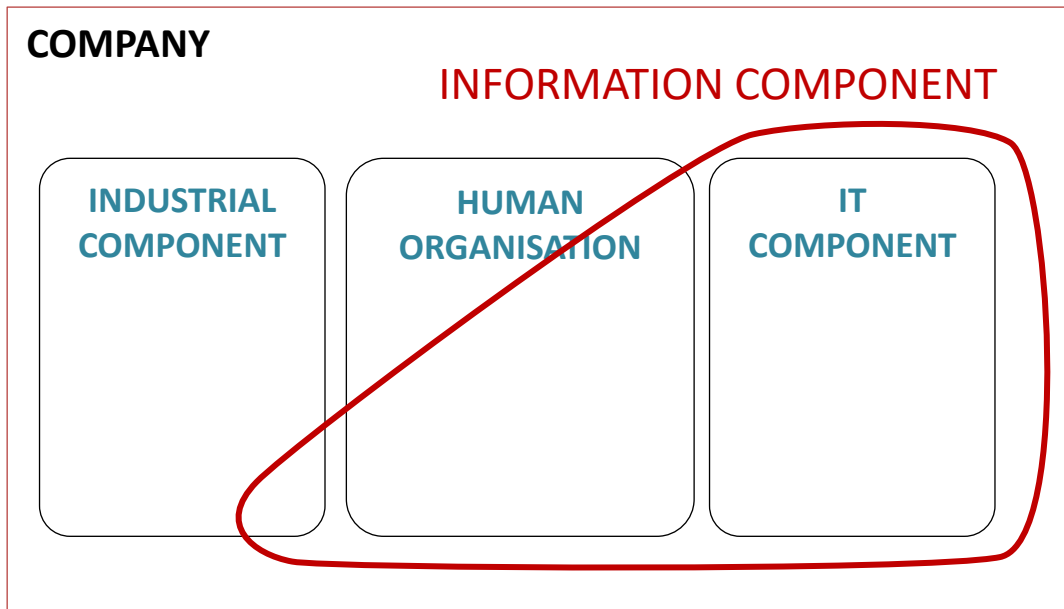 COMPANY
INFORMATION COMPONENT
INDUSTRIAL
COMPONENT
HUMAN
ORGANISATION
IT
COMPONENT